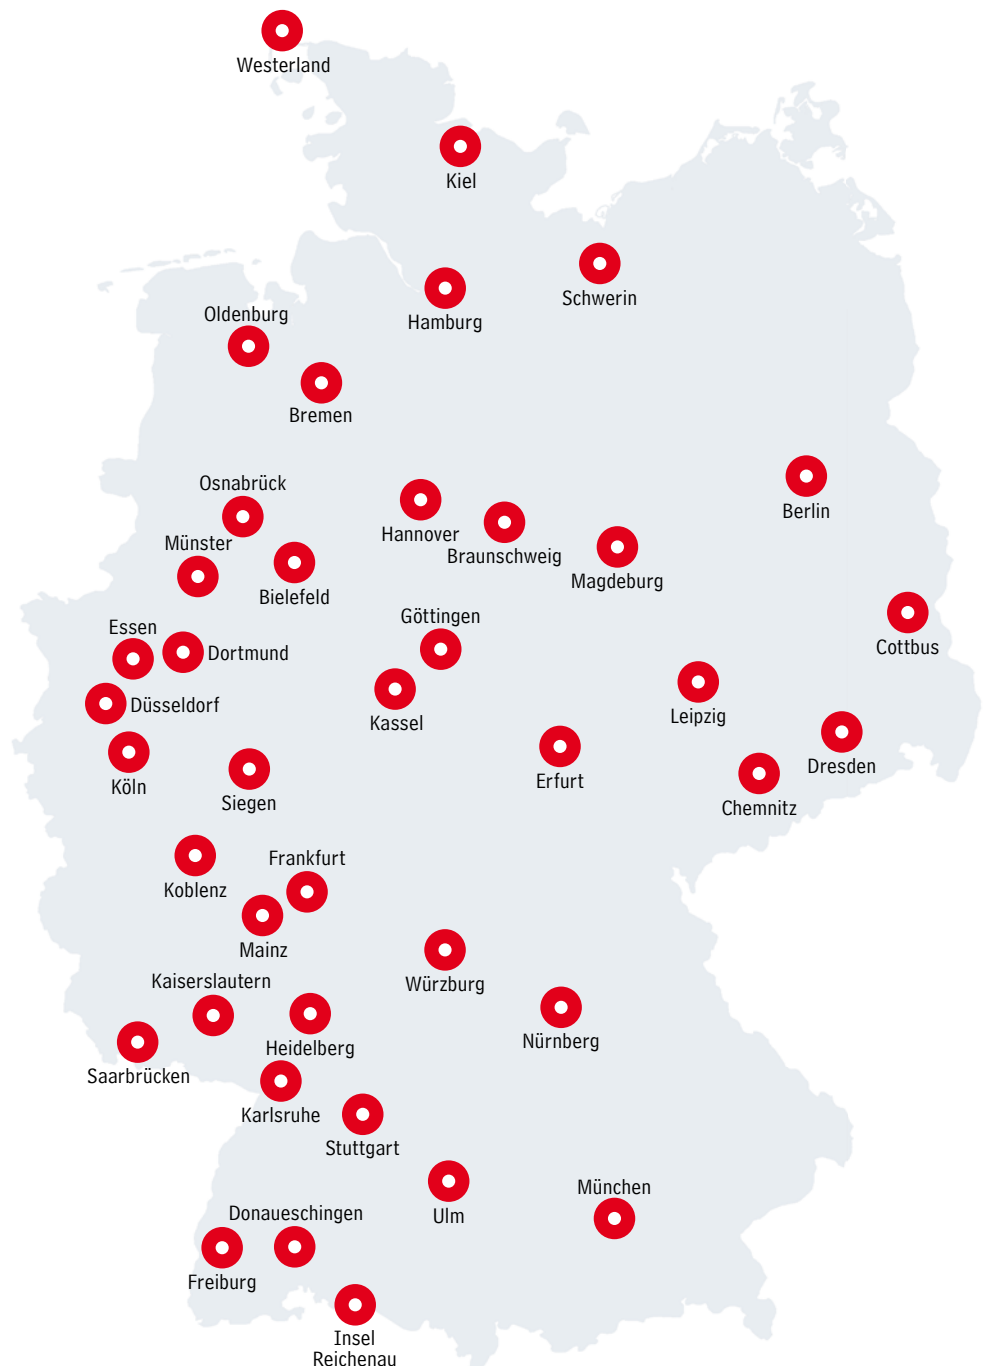 Westerland
Kiel
Schwerin
Hamburg
Oldenburg
Bremen
Osnabrück
Hannover
Berlin
Münster
Braunschweig
Magdeburg
Bielefeld
Göttingen
Essen
Dortmund
Cottbus
Düsseldorf
Kassel
Leipzig
Köln
Siegen
Erfurt
Dresden
Chemnitz
Frankfurt
Koblenz
Mainz
Würzburg
Kaiserslautern
Nürnberg
Heidelberg
Saarbrücken
Karlsruhe
Stuttgart
München
Ulm
Donaueschingen
Freiburg
Insel
Reichenau